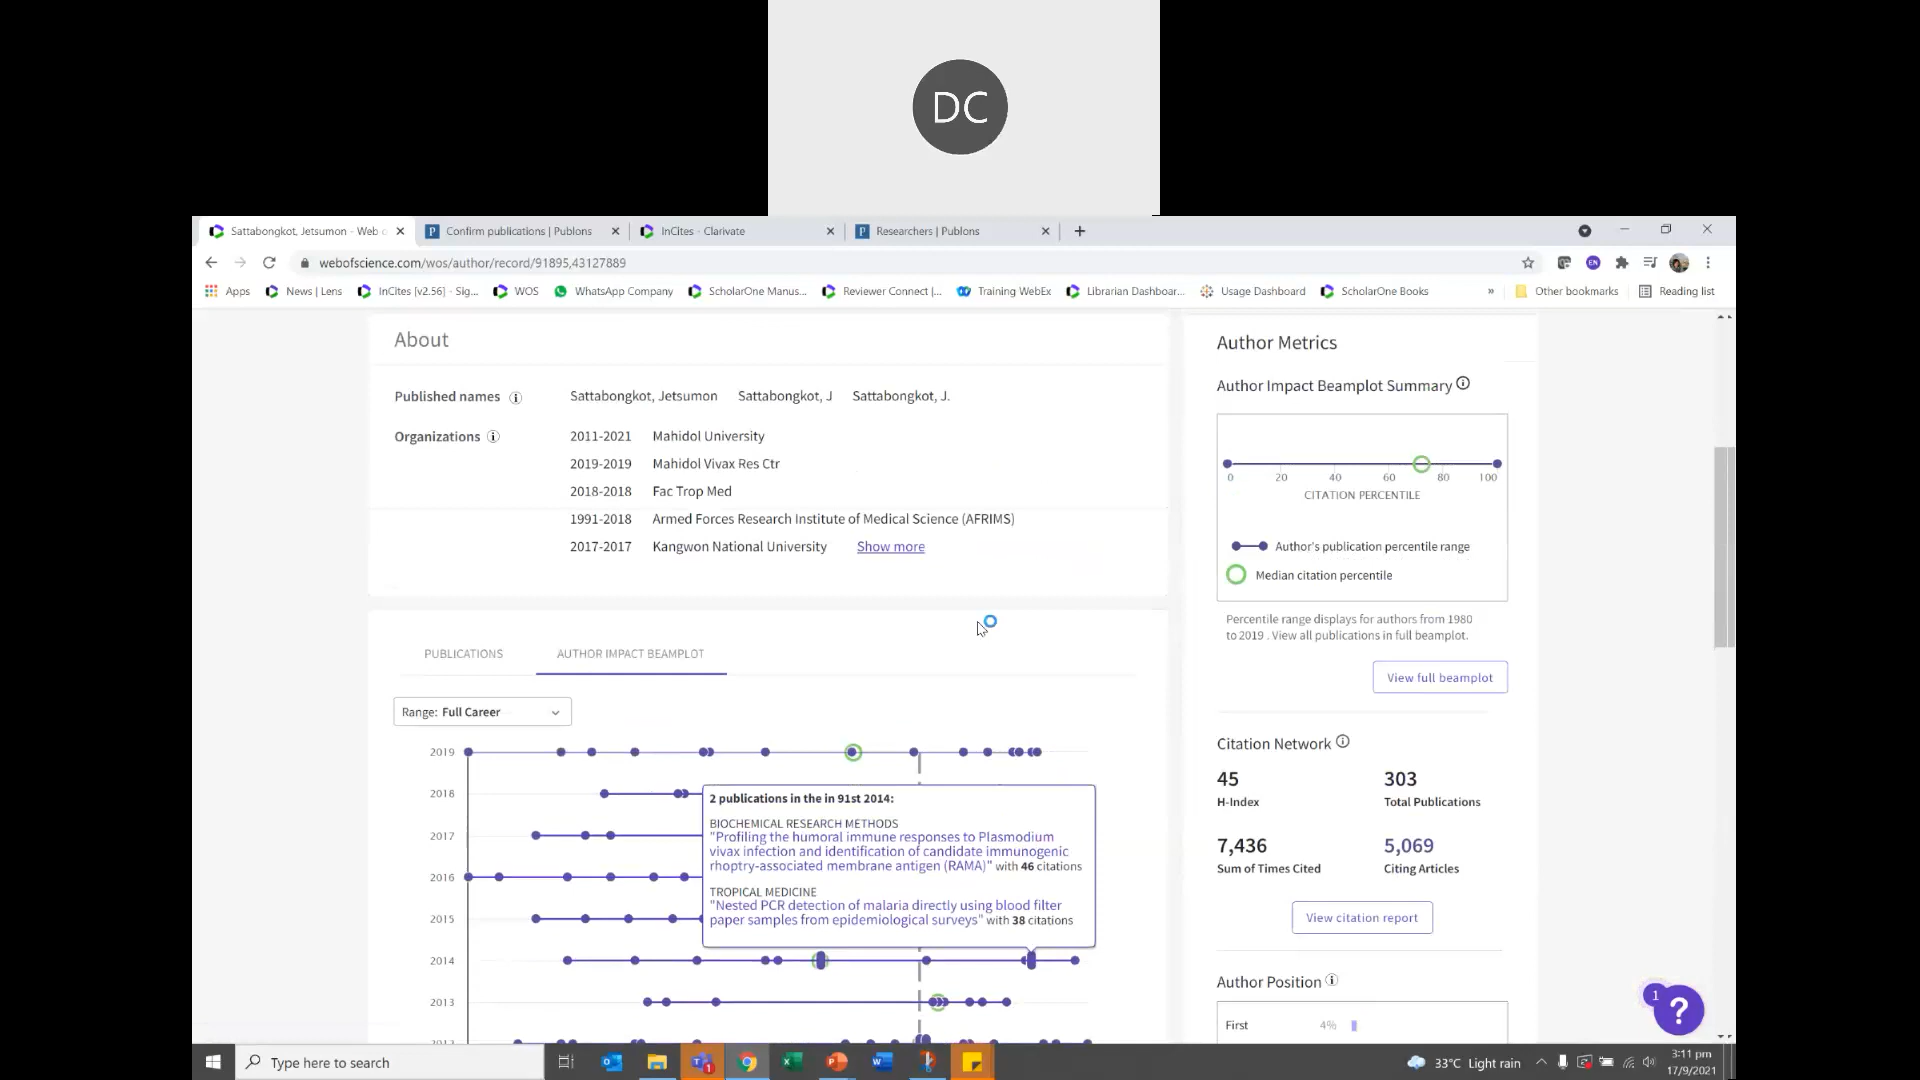 DC
Sattabongkot, Jetsumon - Web o
Confirm publications | Publons
InCites - Clarivate
Researchers | Publons
webofscience.com/wos/author/record/91895,43127889
EN
Apps
News | Lens
InCites [v2.56] - Sig...
WOS
WhatsApp Company
ScholarOne Manus...
Reviewer Connect |...
Training WebEx
Librarian Dashboar...
Usage Dashboard
ScholarOne Books
»
Other bookmarks
Reading list
About
Published names
Sattabongkot, Jetsumon Sattabongkot, J Sattabongkot, J.
Organizations
2011-2021 Mahidol University
2019-2019 Mahidol Vivax Res Ctr
2018-2018 Fac Trop Med
1991-2018 Armed Forces Research Institute of Medical Science (AFRIMS)
2017-2017 Kangwon National University Show more
PUBLICATIONS
AUTHOR IMPACT BEAMPLOT
Range: Full Career
2019
2018
2017
2016
2015
2014
2013
2 publications in the in 91st 2014:
BIOCHEMICAL RESEARCH METHODS
"Profiling the humoral immune responses to Plasmodium
vivax infection and identification of candidate immunogenic
rhoptry-associated membrane antigen (RAMA)" with 46 citations
TROPICAL MEDICINE
"Nested PCR detection of malaria directly using blood filter
paper samples from epidemiological surveys" with 38 citations
Author Metrics
Author Impact Beamplot Summary
0 20 40 60 80 100
CITATION PERCENTILE
Author's publication percentile range
Median citation percentile
Percentile range displays for authors from 1980
to 2019 . View all publications in full beamplot.
View full beamplot
Citation Network
45 303
H-Index Total Publications
7,436 5,069
Sum of Times Cited Citing Articles
View citation report
Author Position
First 4%
1
?
Type here to search
33°C Light rain
3:11 pm
17/9/2021